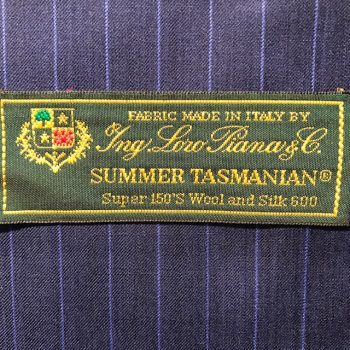 FABRIC MADE IN ITALY BY
Ing. Loro Piana & C.
SUMMER TASMANIAN®
Super 150'S Wool and Silk 600